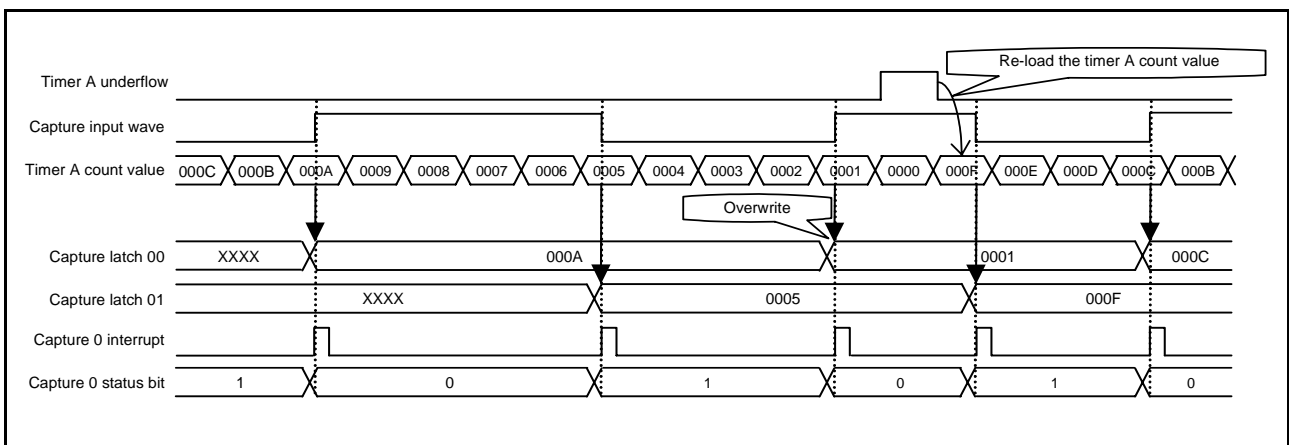 Re-load the timer A count value
Timer A underflow
Capture input wave
Timer A count value 000C 000B 000A 0009 0008 0007 0006 0005 0004 0003 0002 0001 0000 000F 000E 000D 000C 000B
Overwrite
Capture latch 00 XXXX 000A 0001 000C
Capture latch 01 XXXX 0005 000F
Capture 0 interrupt
Capture 0 status bit 1 0 1 0 1 0